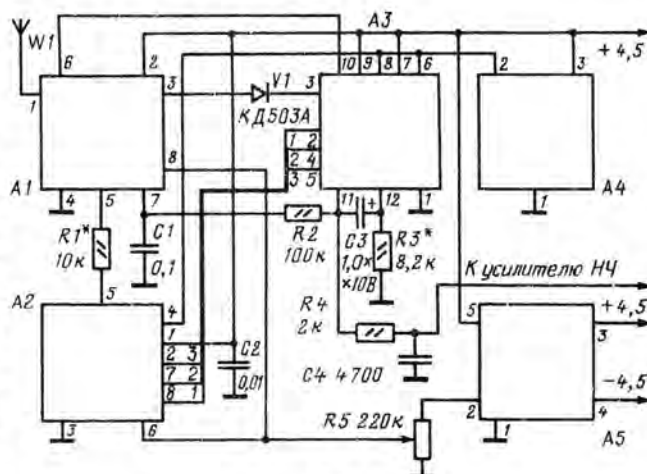 W1
A3
+4,5
6
2
10 9 8 7 6
2
3
1
3
V1
3
КД503А
1 2
2 4
3 5
8
A1
4
5
7
11
12
1
1
A4
R1*
10к
C1
0,1
R2
100к
C3
+
1,0×
×10В
R3*
8,2к
К усилителю НЧ
A2
5
4
1
2 3
7 2
8 1
C2
0,01
R4
2к
C4 4700
5
+4,5
3
-4,5
4
2
1
A5
3
6
R5 220к